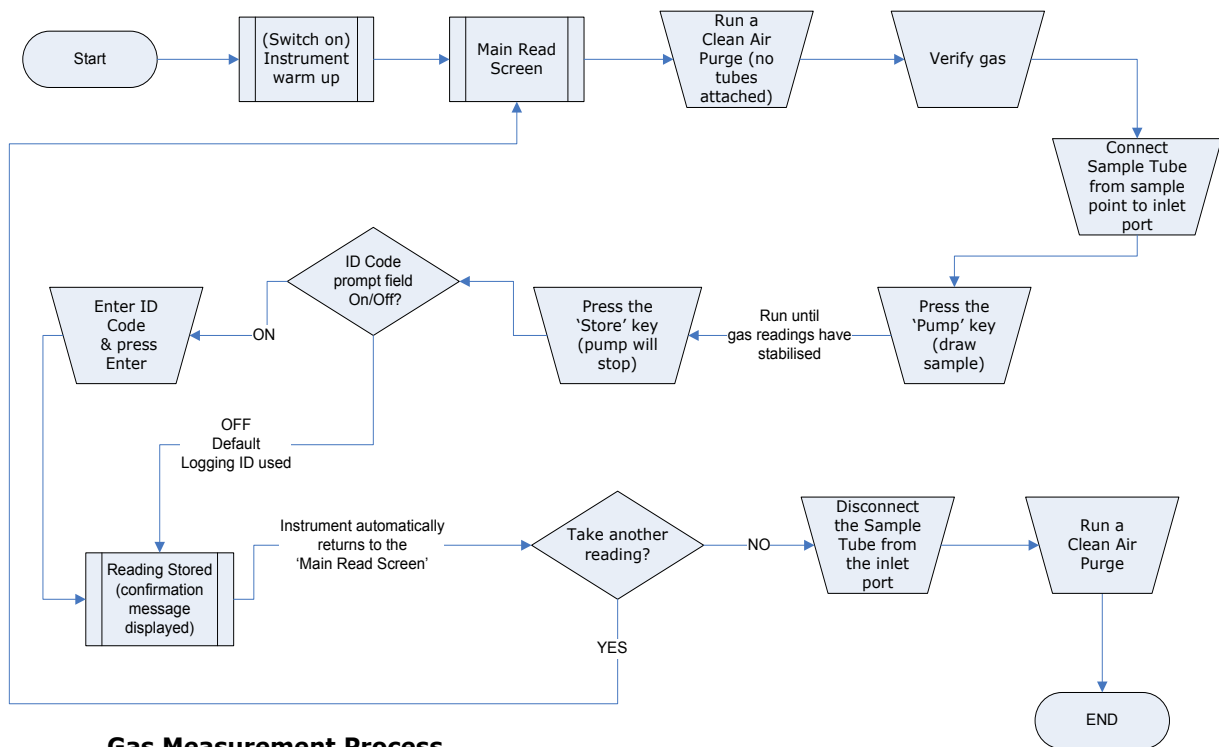 Start
(Switch on)
Instrument
warm up
Main Read
Screen
Run a
Clean Air
Purge (no
tubes
attached)
Verify gas
Connect
Sample Tube
from sample
point to inlet
port
Press the
‘Pump’ key
(draw
sample)
Run until
gas readings have
stabilised
Press the
‘Store’ key
(pump will
stop)
ID Code
prompt field
On/Off?
ON
Enter ID
Code
& press
Enter
OFF
Default
Logging ID used
Reading Stored
(confirmation
message
displayed)
Instrument automatically
returns to the
‘Main Read Screen’
Take another
reading?
YES
NO
Disconnect
the Sample
Tube from
the inlet
port
Run a
Clean Air
Purge
END
Gas Measurement Process